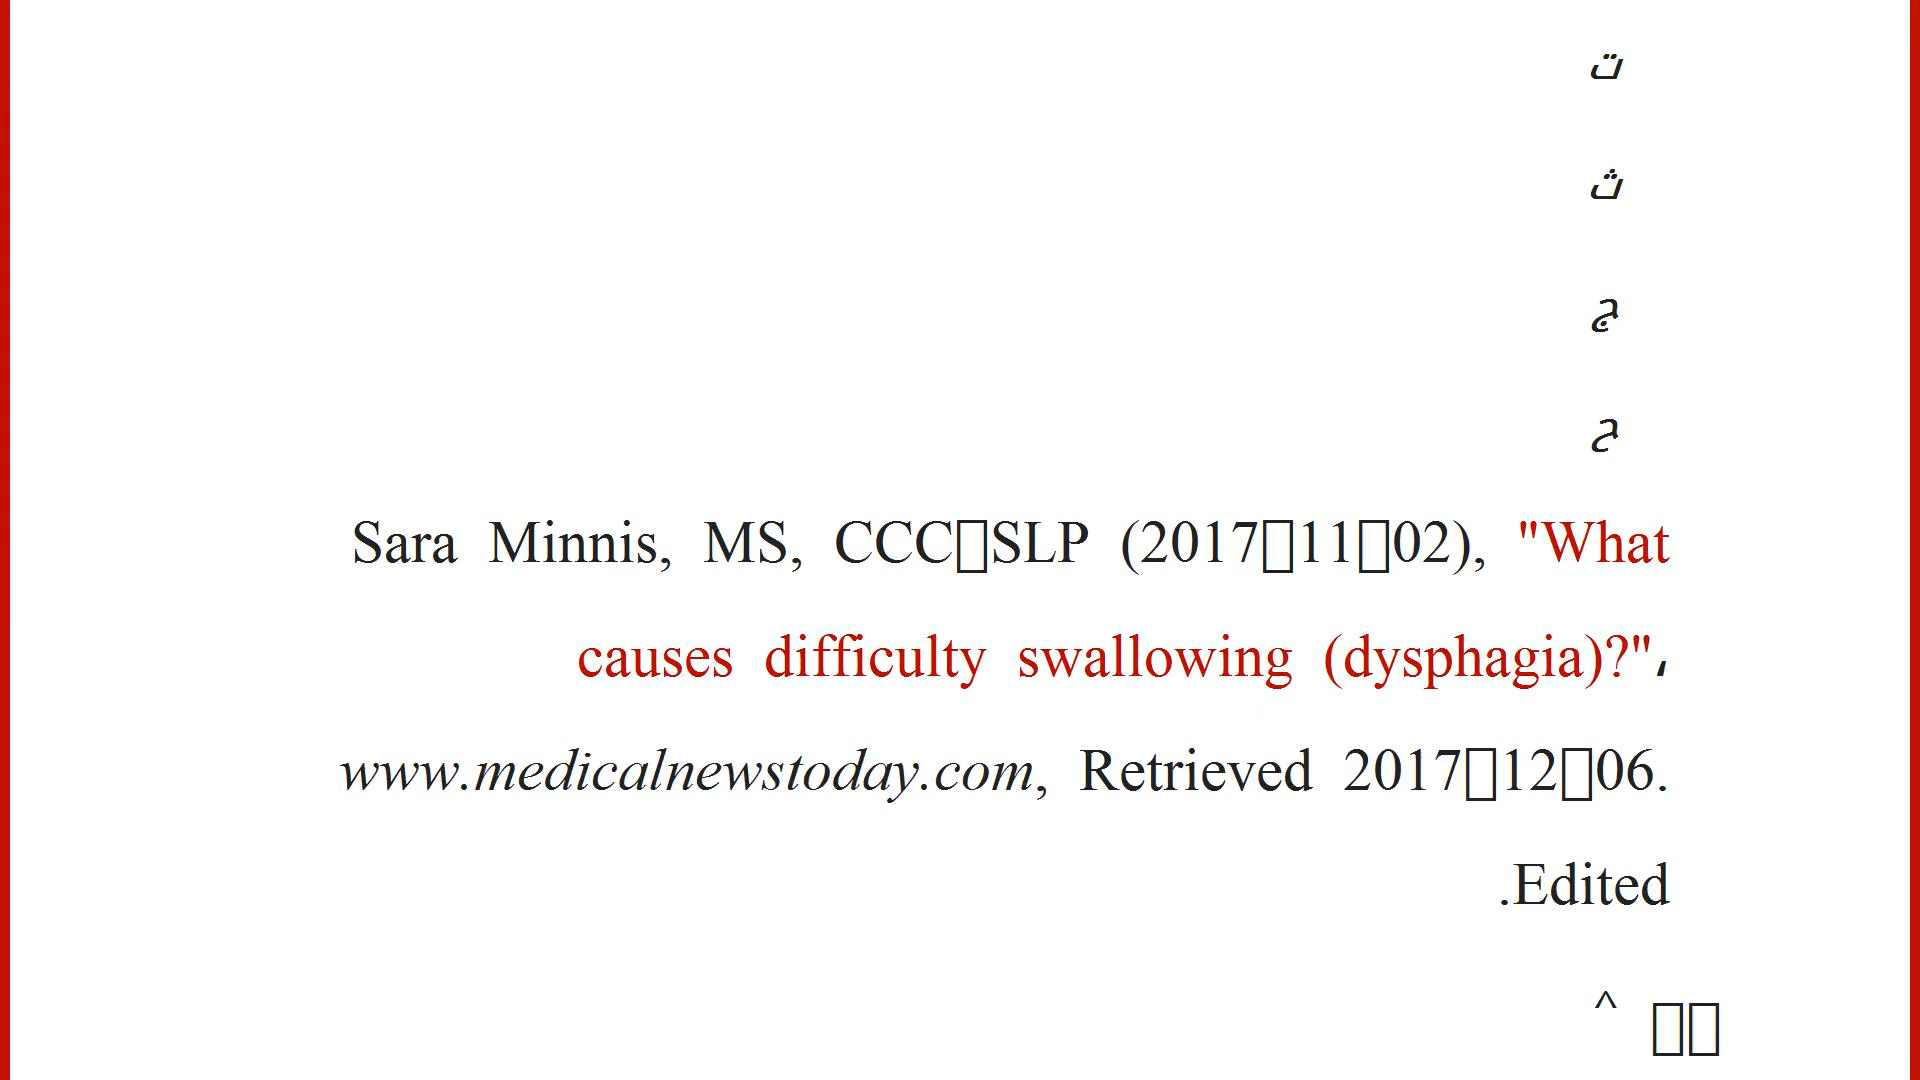 ت
ث
ج
ح
Sara Minnis, MS, CCC▯SLP (2017▯11▯02), "What
causes difficulty swallowing (dysphagia)?"،
www.medicalnewstoday.com, Retrieved 2017▯12▯06.
.Edited
^ ▯▯